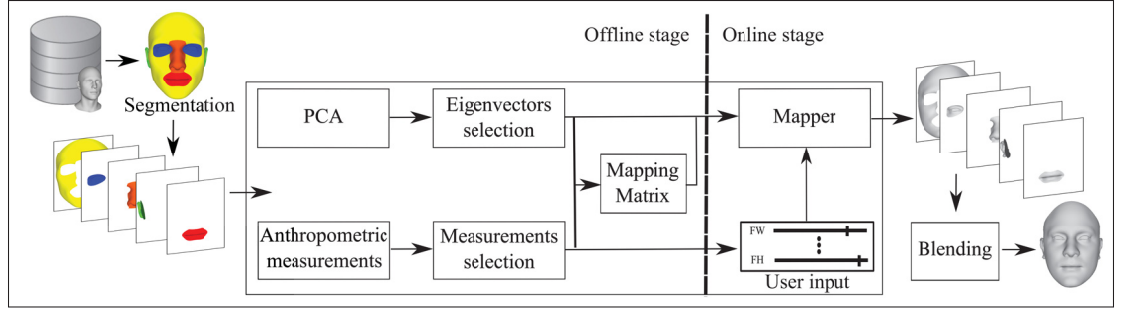 Offline stage
Online stage
Segmentation
PCA
Eigenvectors
selection
Mapper
Mapping
Matrix
Anthropometric
measurements
Measurements
selection
FW
FH
User input
Blending